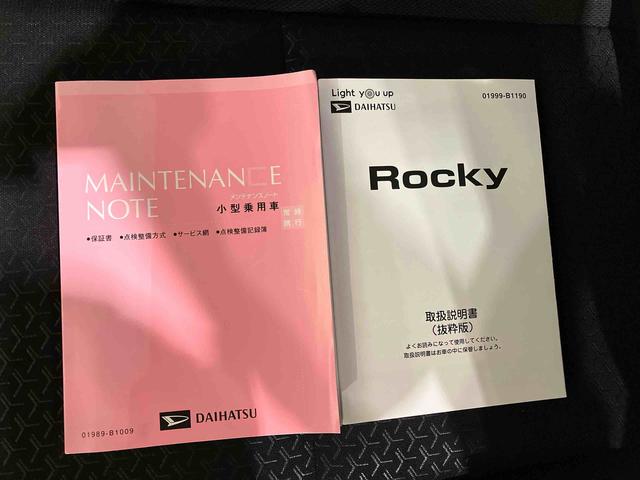 MAINTENANCE
NOTE
メンテナンスノート
小型乗用車
常時
携行
●保証書 ●点検整備方式 ●サービス網 ●点検整備記録簿
DAIHATSU
01989-B1009
Light you up
DAIHATSU
01999-B1190
Rocky
取扱説明書
(抜粋版)
よくお読みになって使用してください。
取扱説明書はお車の中に保管しましょう。